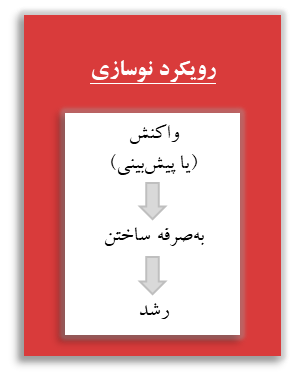 رویکرد نوسازی
واکنش
(یا پیش‌بینی)
به‌صرفه ساختن
رشد